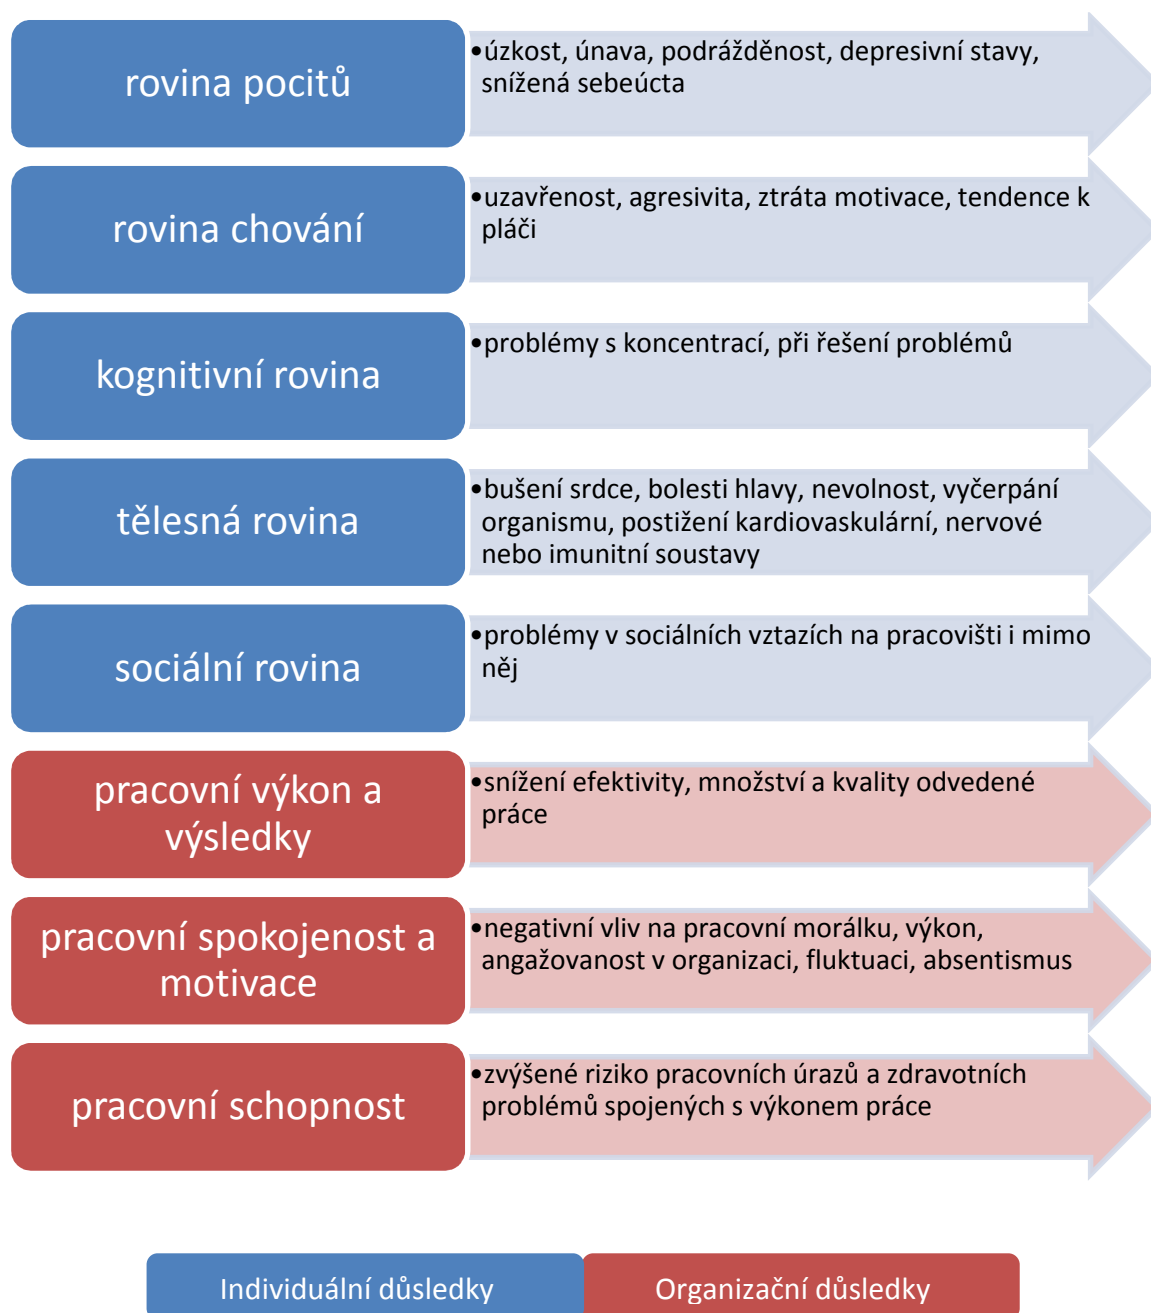 rovina pocitů
•úzkost, únava, podrážděnost, depresivní stavy,
snížená sebeúcta
rovina chování
•uzavřenost, agresivita, ztráta motivace, tendence k
pláči
kognitivní rovina
•problémy s koncentrací, při řešení problémů
tělesná rovina
•bušení srdce, bolesti hlavy, nevolnost, vyčerpání
organismu, postižení kardiovaskulární, nervové
nebo imunitní soustavy
sociální rovina
•problémy v sociálních vztazích na pracovišti i mimo
něj
pracovní výkon a
výsledky
•snížení efektivity, množství a kvality odvedené
práce
pracovní spokojenost a
motivace
•negativní vliv na pracovní morálku, výkon,
angažovanost v organizaci, fluktuaci, absentismus
pracovní schopnost
•zvýšené riziko pracovních úrazů a zdravotních
problémů spojených s výkonem práce
Individuální důsledky
Organizační důsledky